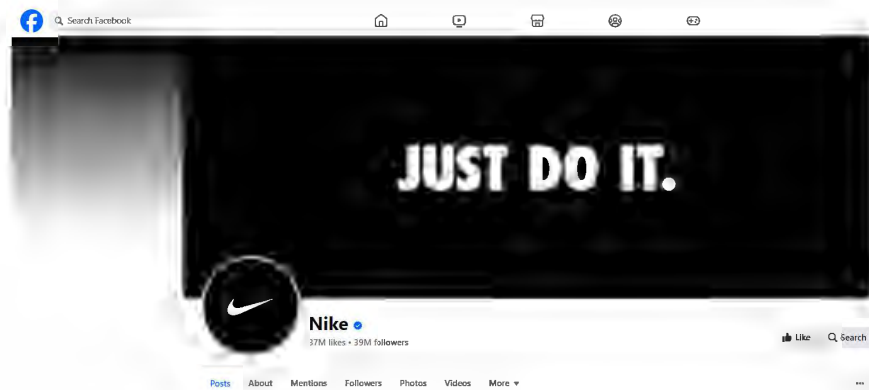 Search Facebook
JUST DO IT.
Nike
37M likes • 39M followers
Like Search
Posts About Mentions Followers Photos Videos More